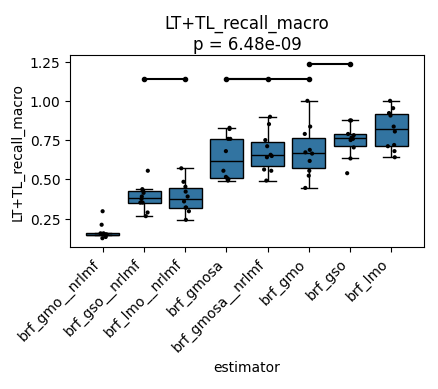 LT+TL_recall_macro
p = 6.48e-09
LT+TL_recall_macro
1.25
1.00
0.75
0.50
0.25
brf_gmo__nrlmf
brf_gso__nrlmf
brf_lmo__nrlmf
brf_gmosa
brf_gmosa__nrlmf
brf_gmo
brf_gso
brf_lmo
estimator